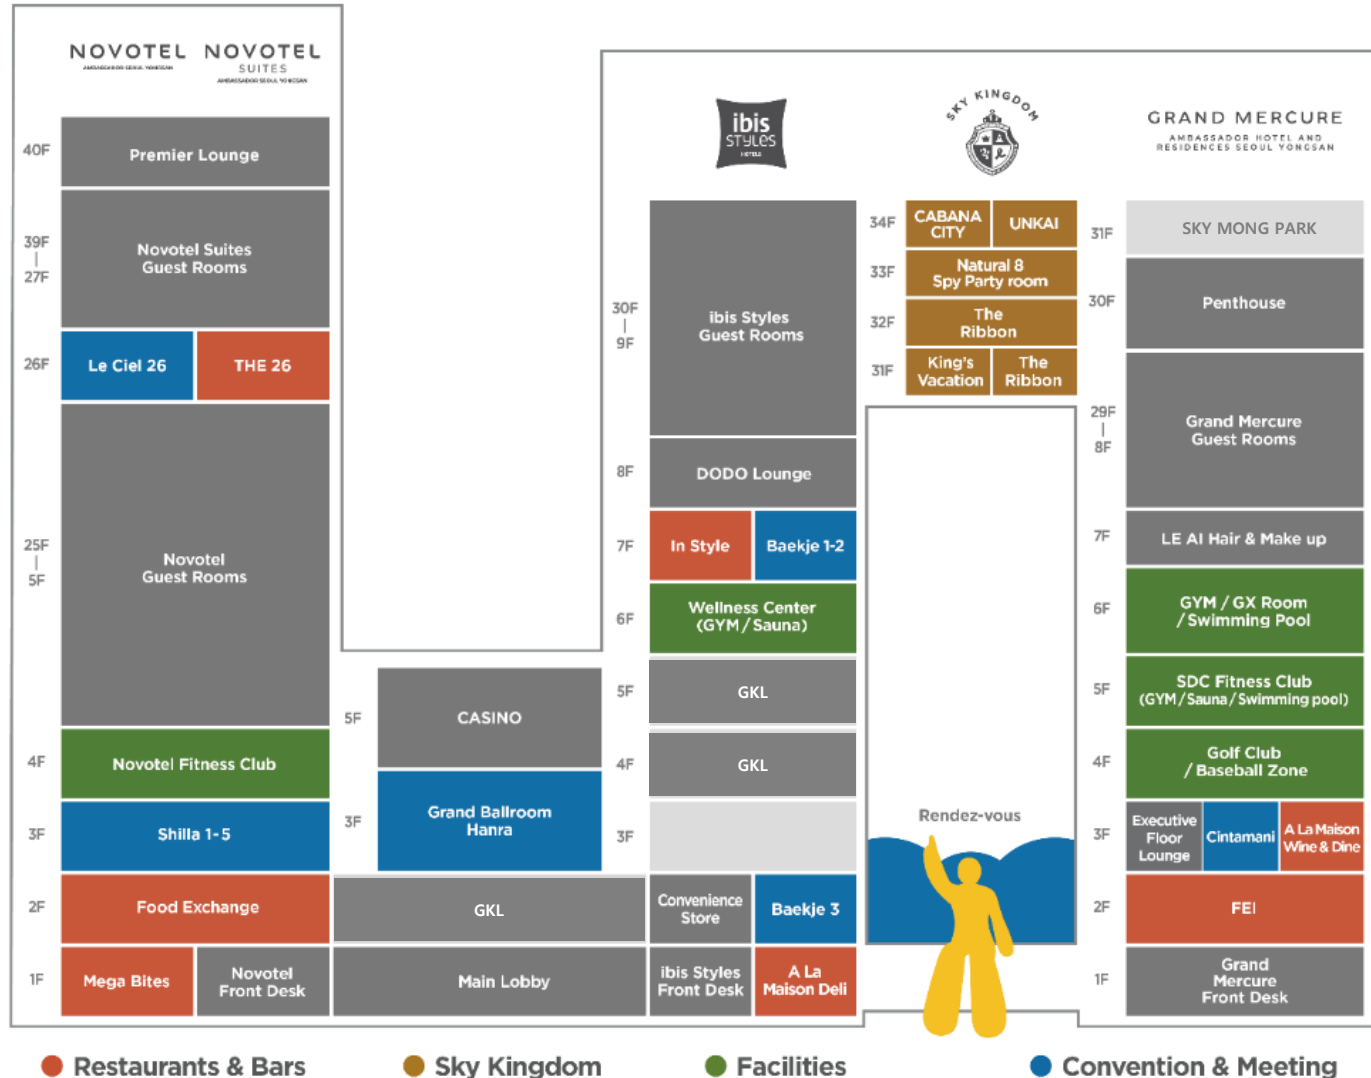 NOVOTEL
AMBASSADOR SEOUL YONGSAN
NOVOTEL
SUITES
AMBASSADOR SEOUL YONGSAN
40F
Premier Lounge
39F
27F
Novotel Suites
Guest Rooms
26F
Le Ciel 26
THE 26
25F
5F
Novotel
Guest Rooms
4F
Novotel Fitness Club
3F
Shilla 1-5
2F
Food Exchange
1F
Mega Bites
Novotel
Front Desk
5F
CASINO
3F
Grand Ballroom
Hanra
GKL
Main Lobby
ibis
STYLES
HOTELS
30F
9F
ibis Styles
Guest Rooms
8F
DODO Lounge
7F
In Style
Baekje 1-2
6F
Wellness Center
(GYM / Sauna)
5F
GKL
4F
GKL
3F
Convenience
Store
Baekje 3
ibis Styles
Front Desk
A La
Maison Deli
SKY KINGDOM
34F
CABANA
CITY
UNKAI
33F
Natural 8
Spy Party room
32F
The
Ribbon
31F
King's
Vacation
The
Ribbon
Rendez-vous
GRAND MERCURE
AMBASSADOR HOTEL AND
RESIDENCES SEOUL YONGSAN
31F
SKY MONG PARK
30F
Penthouse
29F
8F
Grand Mercure
Guest Rooms
7F
LE AI Hair & Make up
6F
GYM / GX Room
/ Swimming Pool
5F
SDC Fitness Club
(GYM / Sauna / Swimming pool)
4F
Golf Club
/ Baseball Zone
3F
Executive
Floor
Lounge
Cintamani
A La Maison
Wine & Dine
2F
FEI
1F
Grand
Mercure
Front Desk
Restaurants & Bars
Sky Kingdom
Facilities
Convention & Meeting